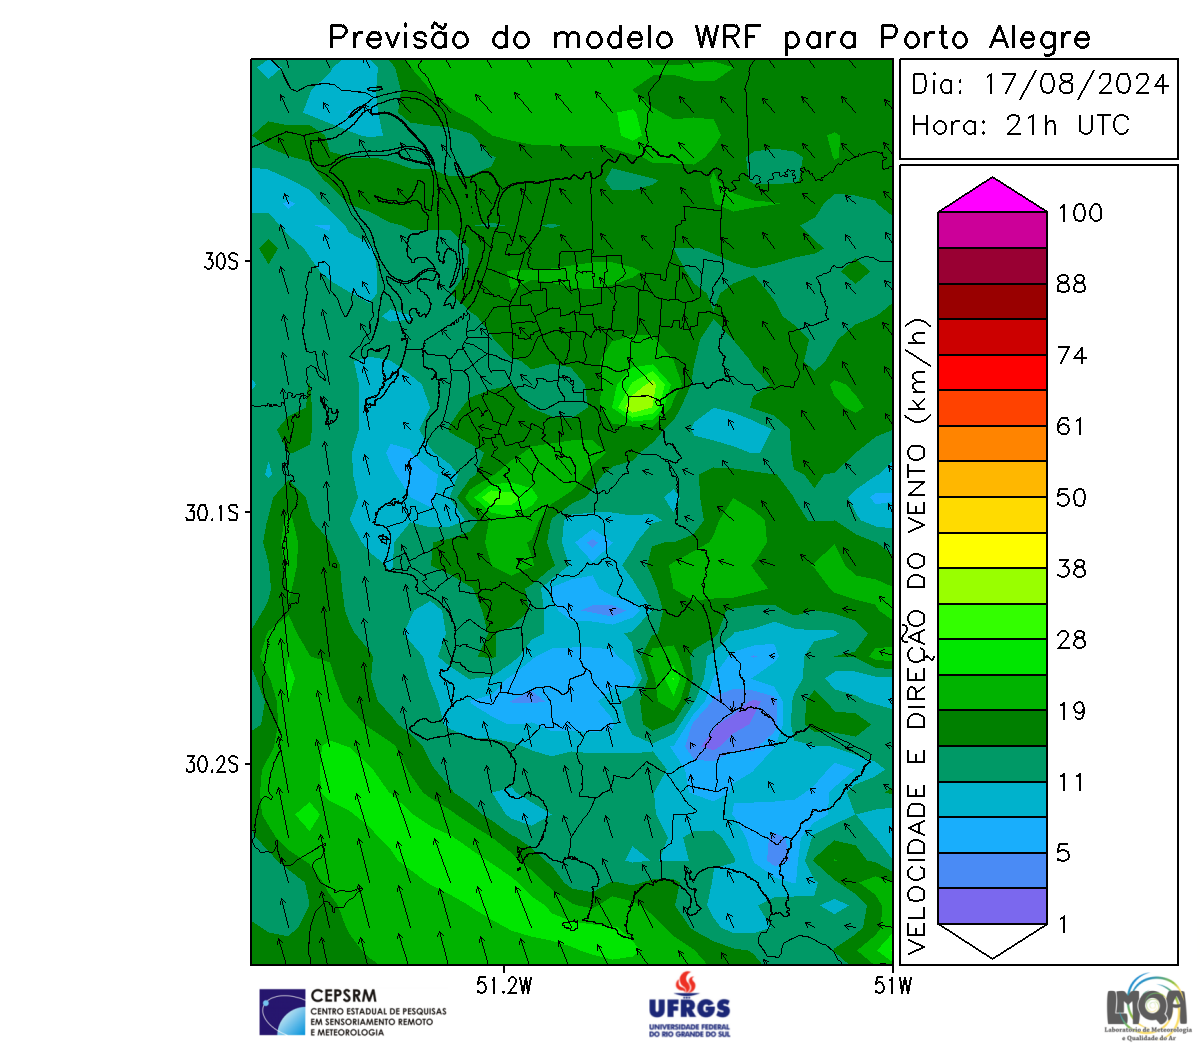 Previsão do modelo WRF para Porto Alegre
Dia: 17/08/2024
Hora: 21h UTC
30S
30.1S
30.2S
51.2W
51W
VELOCIDADE E DIREÇÃO DO VENTO (km/h)
100
88
74
61
50
38
28
19
11
5
1
CEPSRM
CENTRO ESTADUAL DE PESQUISAS
EM SENSORIAMENTO REMOTO
E METEOROLOGIA
UFRGS
UNIVERSIDADE FEDERAL
DO RIO GRANDE DO SUL
LMQA
Laboratório de Meteorologia
e Qualidade do Ar